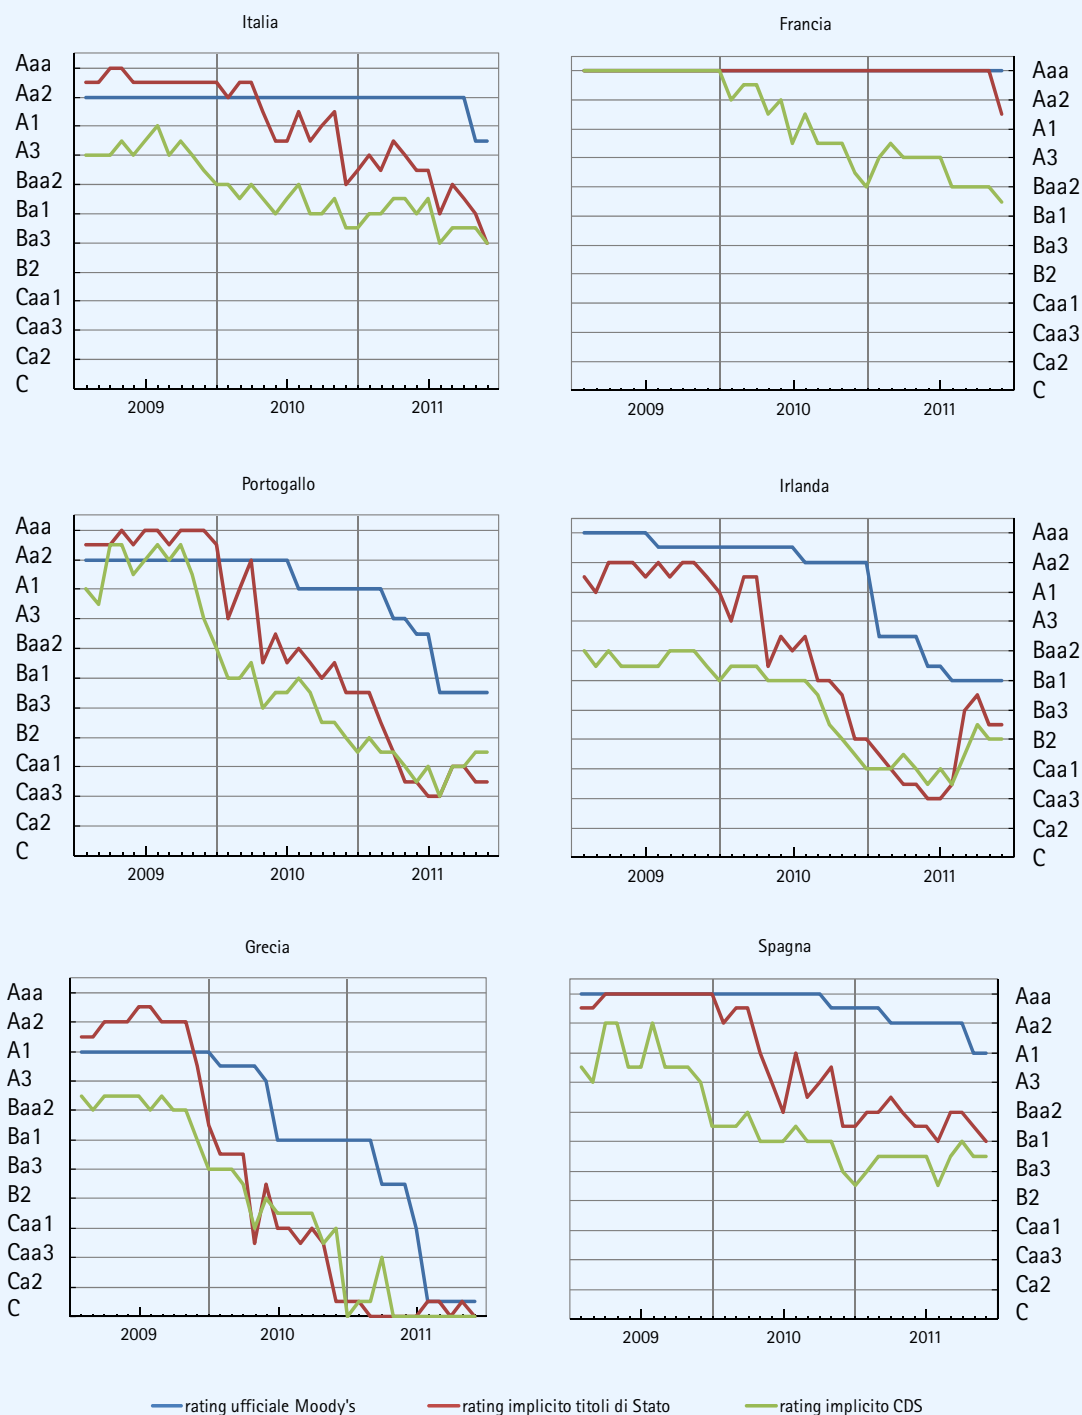 Italia
Francia
Aaa
Aa2
A1
A3
Baa2
Ba1
Ba3
B2
Caa1
Caa3
Ca2
C
2009
2010
2011
Aaa
Aa2
A1
A3
Baa2
Ba1
Ba3
B2
Caa1
Caa3
Ca2
C
2009
2010
2011
Portogallo
Irlanda
Aaa
Aa2
A1
A3
Baa2
Ba1
Ba3
B2
Caa1
Caa3
Ca2
C
2009
2010
2011
Aaa
Aa2
A1
A3
Baa2
Ba1
Ba3
B2
Caa1
Caa3
Ca2
C
2009
2010
2011
Grecia
Spagna
Aaa
Aa2
A1
A3
Baa2
Ba1
Ba3
B2
Caa1
Caa3
Ca2
C
2009
2010
2011
Aaa
Aa2
A1
A3
Baa2
Ba1
Ba3
B2
Caa1
Caa3
Ca2
C
2009
2010
2011
rating ufficiale Moody's
rating implicito titoli di Stato
rating implicito CDS